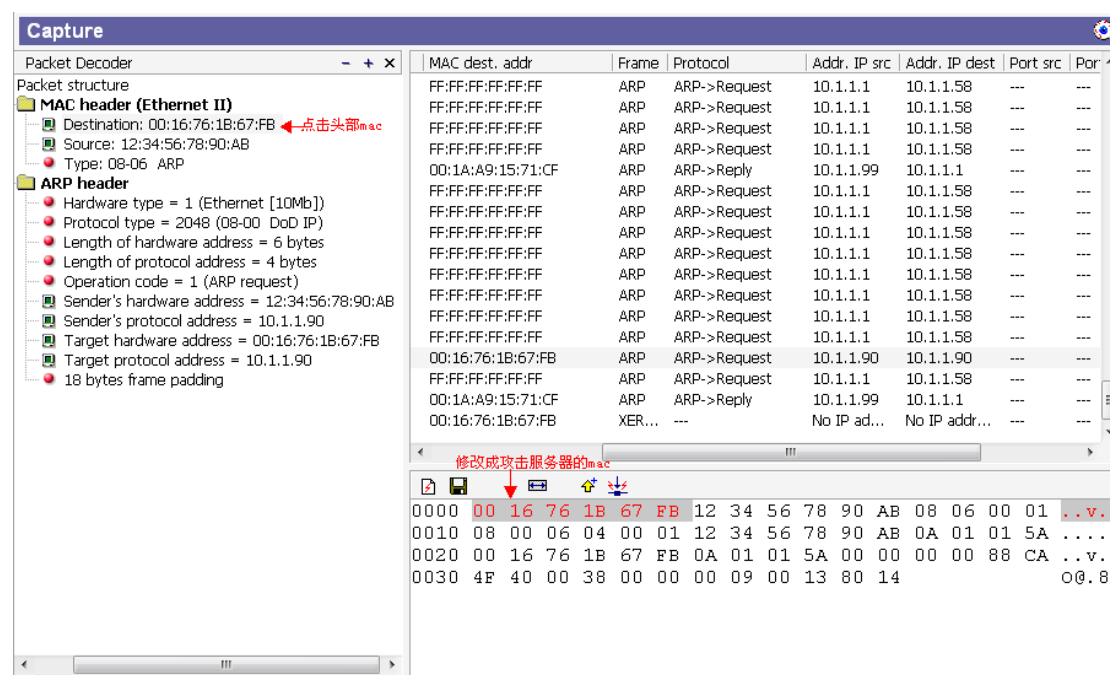 Capture
Packet Decoder - + ×
Packet structure
MAC header (Ethernet II)
Destination: 00:16:76:1B:67:FB 点击头部mac
Source: 12:34:56:78:90:AB
Type: 08-06 ARP
ARP header
Hardware type = 1 (Ethernet [10Mb])
Protocol type = 2048 (08-00 DoD IP)
Length of hardware address = 6 bytes
Length of protocol address = 4 bytes
Operation code = 1 (ARP request)
Sender's hardware address = 12:34:56:78:90:AB
Sender's protocol address = 10.1.1.90
Target hardware address = 00:16:76:1B:67:FB
Target protocol address = 10.1.1.90
18 bytes frame padding
MAC dest. addr Frame Protocol Addr. IP src Addr. IP dest Port src Por
FF:FF:FF:FF:FF:FF ARP ARP->Request 10.1.1.1 10.1.1.58 --- ---
FF:FF:FF:FF:FF:FF ARP ARP->Request 10.1.1.1 10.1.1.58 --- ---
FF:FF:FF:FF:FF:FF ARP ARP->Request 10.1.1.1 10.1.1.58 --- ---
FF:FF:FF:FF:FF:FF ARP ARP->Request 10.1.1.1 10.1.1.58 --- ---
00:1A:A9:15:71:CF ARP ARP->Reply 10.1.1.99 10.1.1.1 --- ---
FF:FF:FF:FF:FF:FF ARP ARP->Request 10.1.1.1 10.1.1.58 --- ---
FF:FF:FF:FF:FF:FF ARP ARP->Request 10.1.1.1 10.1.1.58 --- ---
FF:FF:FF:FF:FF:FF ARP ARP->Request 10.1.1.1 10.1.1.58 --- ---
FF:FF:FF:FF:FF:FF ARP ARP->Request 10.1.1.1 10.1.1.58 --- ---
FF:FF:FF:FF:FF:FF ARP ARP->Request 10.1.1.1 10.1.1.58 --- ---
FF:FF:FF:FF:FF:FF ARP ARP->Request 10.1.1.1 10.1.1.58 --- ---
FF:FF:FF:FF:FF:FF ARP ARP->Request 10.1.1.1 10.1.1.58 --- ---
FF:FF:FF:FF:FF:FF ARP ARP->Request 10.1.1.1 10.1.1.58 --- ---
00:16:76:1B:67:FB ARP ARP->Request 10.1.1.90 10.1.1.90 --- ---
FF:FF:FF:FF:FF:FF ARP ARP->Request 10.1.1.1 10.1.1.58 --- ---
00:1A:A9:15:71:CF ARP ARP->Reply 10.1.1.99 10.1.1.1 --- ---
00:16:76:1B:67:FB XER... --- No IP ad... No IP addr... --- ---
修改成攻击服务器的mac
0000 00 16 76 1B 67 FB 12 34 56 78 90 AB 08 06 00 01 ..v.
0010 08 00 06 04 00 01 12 34 56 78 90 AB 0A 01 01 5A ....
0020 00 16 76 1B 67 FB 0A 01 01 5A 00 00 00 00 88 CA ..v.
0030 4F 40 00 38 00 00 00 09 00 13 80 14 O@.8